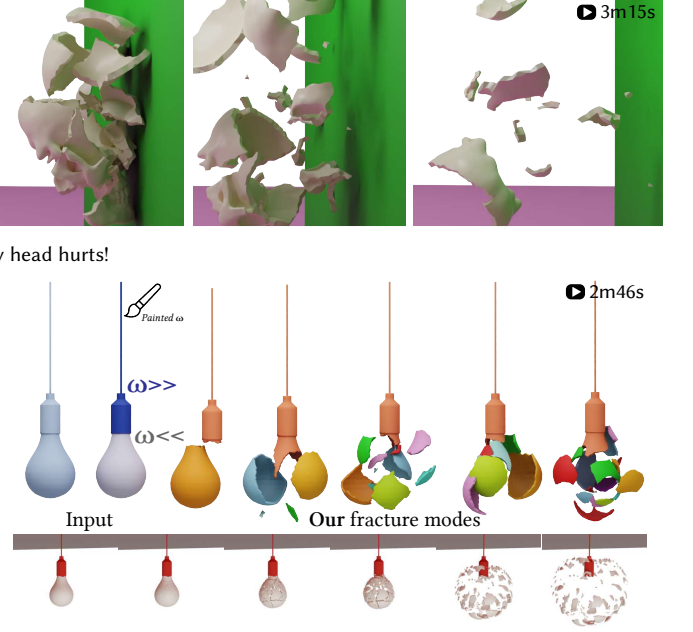 3m15s
head hurts!
2m46s
Painted ω
ω>>
ω<<
Input
Our fracture modes